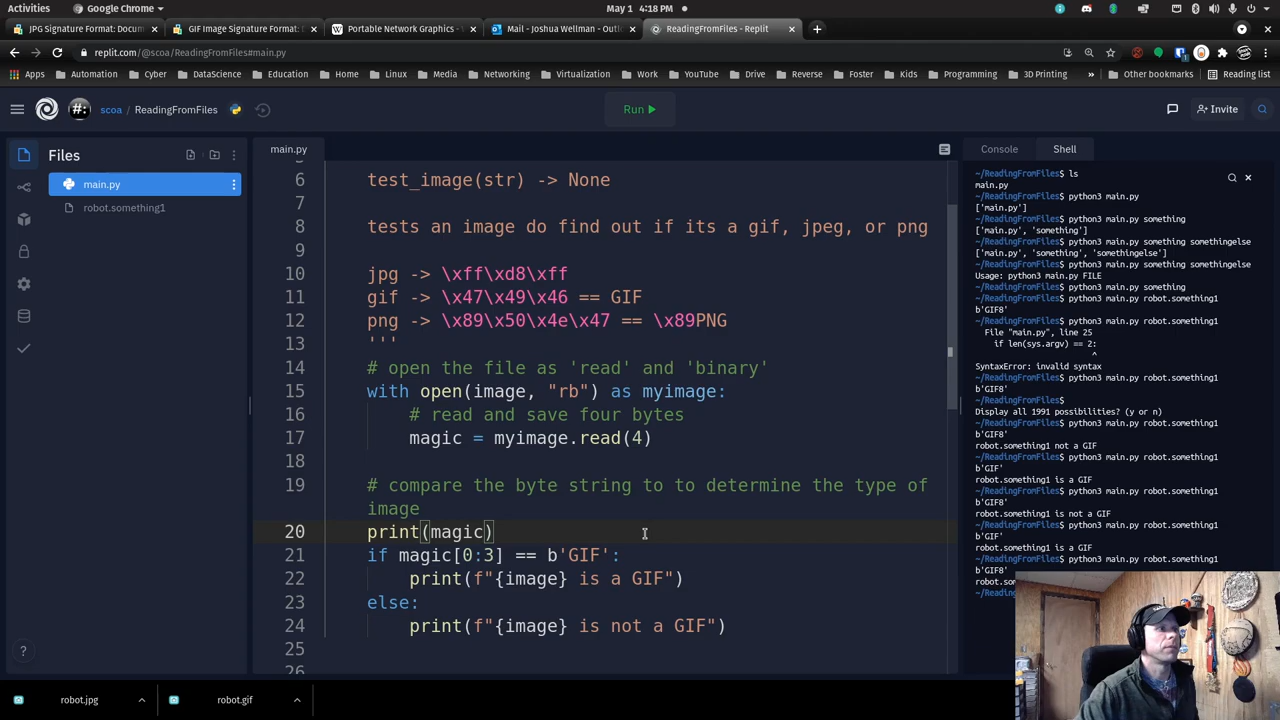 Activities
Google Chrome
May 1 4:18 PM
JPG Signature Format: Docum
GIF Image Signature Format:
Portable Network Graphics -
Mail - Joshua Wellman - Outlo
ReadingFromFiles - Replit
replit.com/@scoa/ReadingFromFiles#main.py
Apps
Automation
Cyber
DataScience
Education
Home
Linux
Media
Networking
Virtualization
Work
YouTube
Drive
Reverse
Foster
Kids
Programming
3D Printing
»
Other bookmarks
Reading list
#:
scoa / ReadingFromFiles
Run
Invite
Files
main.py
robot.something1
main.py
6 test_image(str) -> None
7
8 tests an image do find out if its a gif, jpeg, or png
9
10 jpg -> \xff\xd8\xff
11 gif -> \x47\x49\x46 == GIF
12 png -> \x89\x50\x4e\x47 == \x89PNG
13 '''
14 # open the file as 'read' and 'binary'
15 with open(image, "rb") as myimage:
16 # read and save four bytes
17 magic = myimage.read(4)
18
19 # compare the byte string to to determine the type of
image
20 print(magic)
21 if magic[0:3] == b'GIF':
22 print(f"{image} is a GIF")
23 else:
24 print(f"{image} is not a GIF")
25
Console
Shell
~/ReadingFromFiles$ ls
main.py
~/ReadingFromFiles$ python3 main.py
['main.py']
~/ReadingFromFiles$ python3 main.py something
['main.py', 'something']
~/ReadingFromFiles$ python3 main.py something somethingelse
['main.py', 'something', 'somethingelse']
~/ReadingFromFiles$ python3 main.py something somethingelse
Usage: python3 main.py FILE
~/ReadingFromFiles$ python3 main.py something
~/ReadingFromFiles$ python3 main.py robot.something1
b'GIF8'
~/ReadingFromFiles$ python3 main.py robot.something1
File "main.py", line 25
if len(sys.argv) == 2:
^
SyntaxError: invalid syntax
~/ReadingFromFiles$ python3 main.py robot.something1
b'GIF8'
~/ReadingFromFiles$
Display all 1991 possibilities? (y or n)
~/ReadingFromFiles$ python3 main.py robot.something1
b'GIF8'
robot.something1 not a GIF
~/ReadingFromFiles$ python3 main.py robot.something1
b'GIF'
robot.something1 is a GIF
~/ReadingFromFiles$ python3 main.py robot.something1
b'GIF8'
robot.something1 is not a GIF
~/ReadingFromFiles$ python3 main.py robot.something1
b'GIF'
robot.something1 is a GIF
~/ReadingFromFiles$ python3 main.py robot.something1
b'GIF8'
?
robot.jpg
robot.gif